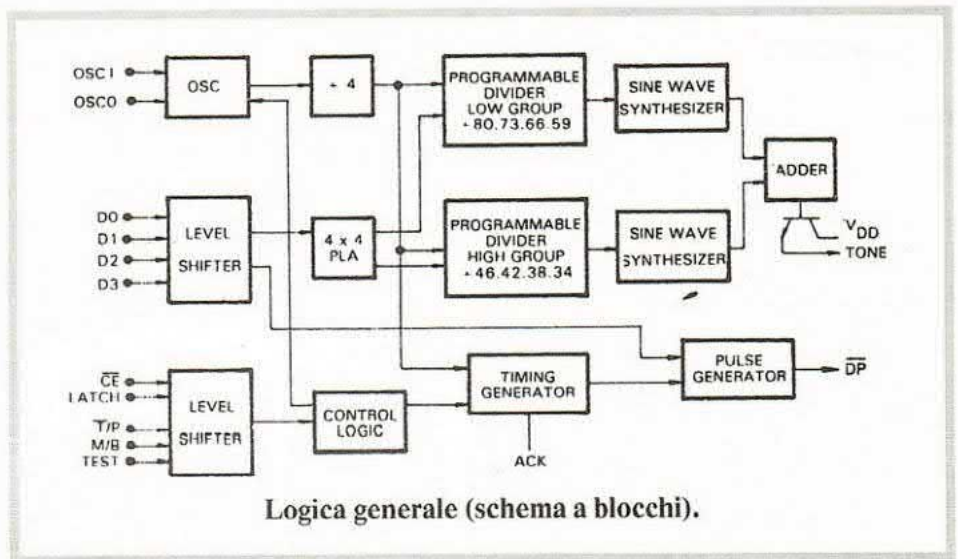 OSC I
OSC0
OSC
÷ 4
PROGRAMMABLE
DIVIDER
LOW GROUP
÷ 80.73.66.59
SINE WAVE
SYNTHESIZER
ADDER
VDD
TONE
D0
D1
D2
D3
LEVEL
SHIFTER
4 x 4
PLA
PROGRAMMABLE
DIVIDER
HIGH GROUP
÷ 46.42.38.34
SINE WAVE
SYNTHESIZER
CE
LATCH
T/P
M/B
TEST
LEVEL
SHIFTER
CONTROL
LOGIC
TIMING
GENERATOR
ACK
PULSE
GENERATOR
DP
Logica generale (schema a blocchi).